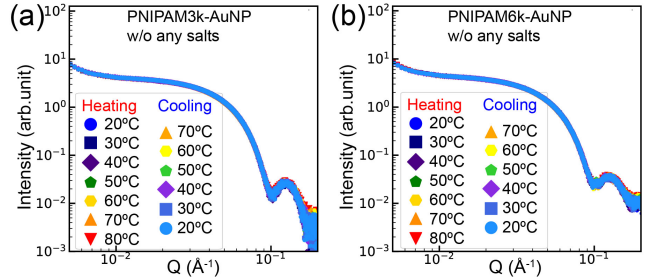 (a)
PNIPAM3k-AuNP
w/o any salts
Intensity (arb.unit)
10²
10¹
10⁰
10⁻¹
10⁻²
10⁻³
Heating
20ºC
30ºC
40ºC
50ºC
60ºC
70ºC
80ºC
Cooling
70ºC
60ºC
50ºC
40ºC
30ºC
20ºC
10⁻²
10⁻¹
Q (Å⁻¹)
(b)
PNIPAM6k-AuNP
w/o any salts
Intensity (arb.unit)
10²
10¹
10⁰
10⁻¹
10⁻²
10⁻³
Heating
20ºC
30ºC
40ºC
50ºC
60ºC
70ºC
80ºC
Cooling
70ºC
60ºC
50ºC
40ºC
30ºC
20ºC
10⁻²
10⁻¹
Q (Å⁻¹)